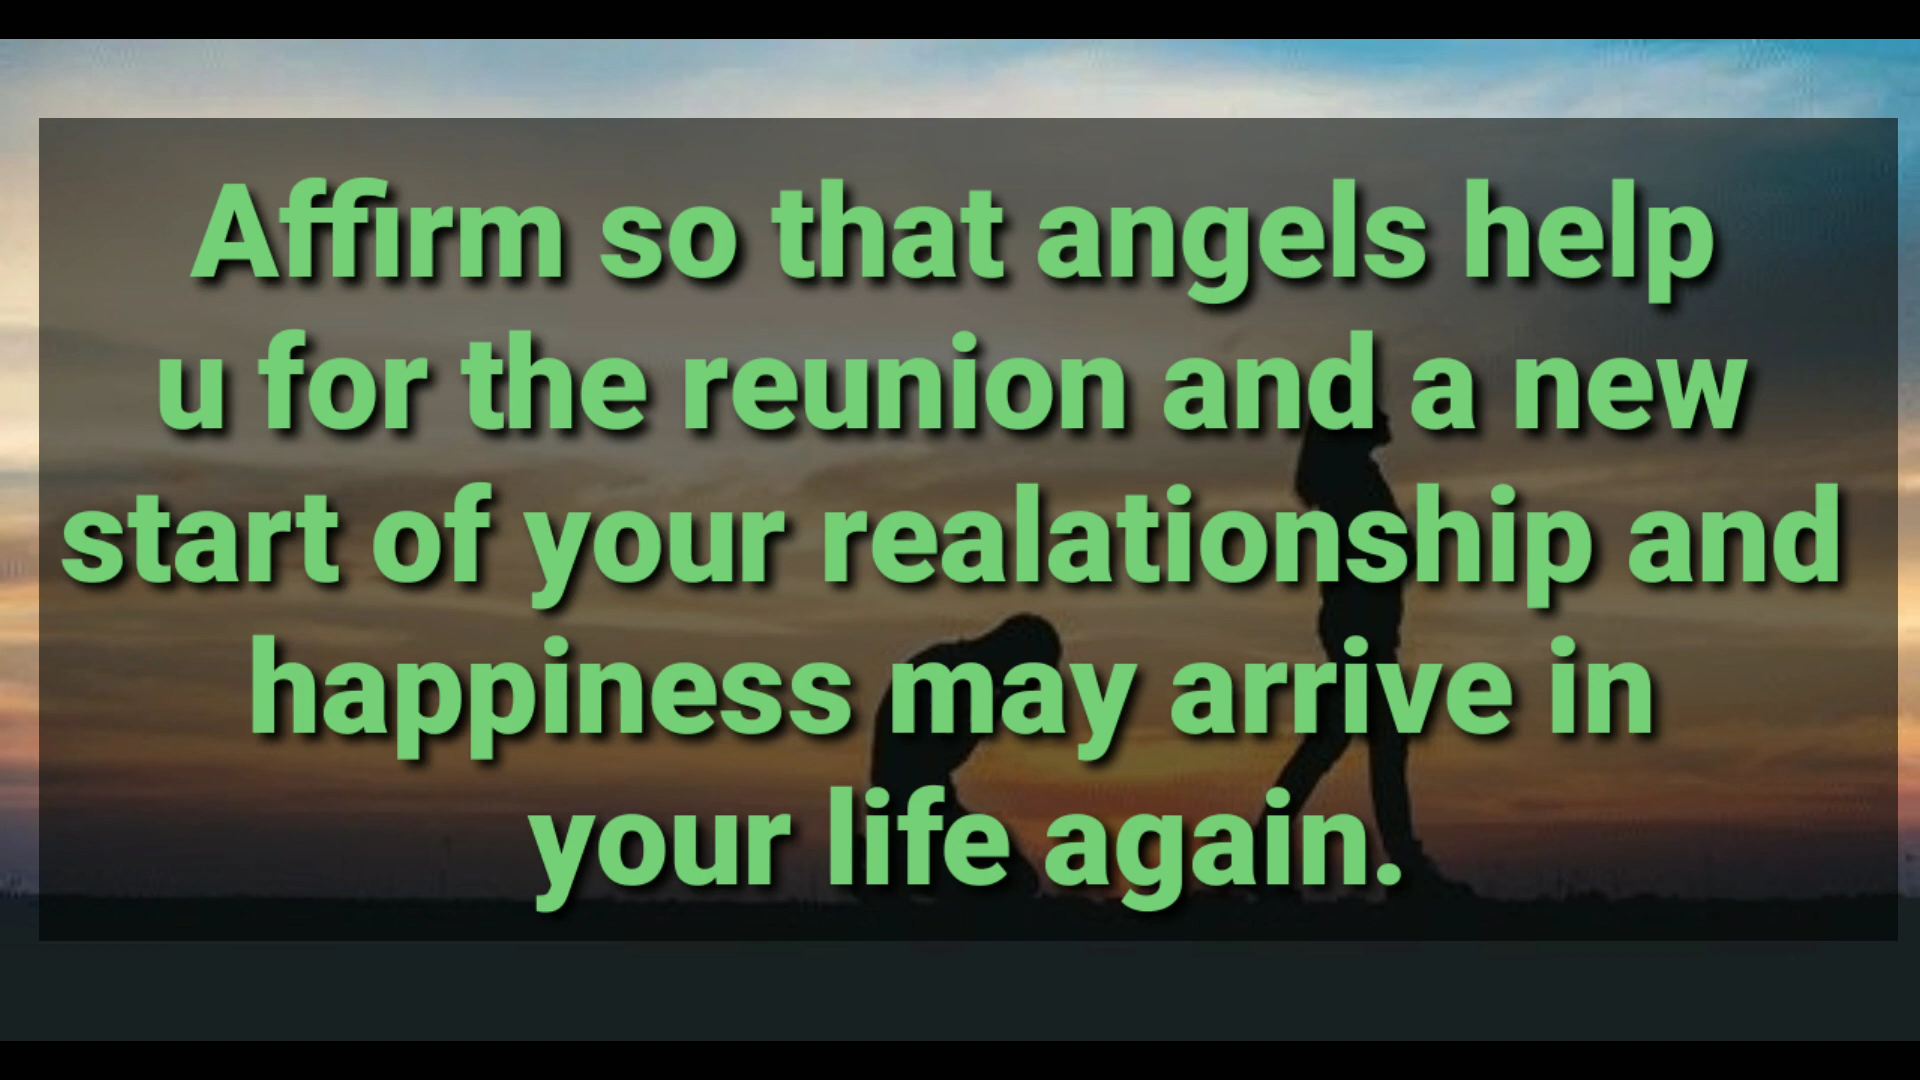 Affirm so that angels help
u for the reunion and a new
start of your realationship and
happiness may arrive in
your life again.